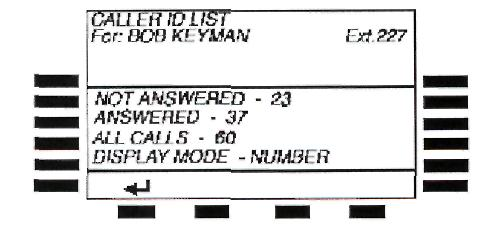 CALLER ID LIST
For: BOB KEYMAN Ext.227
NOT ANSWERED - 23
ANSWERED - 37
ALL CALLS - 60
DISPLAY MODE - NUMBER